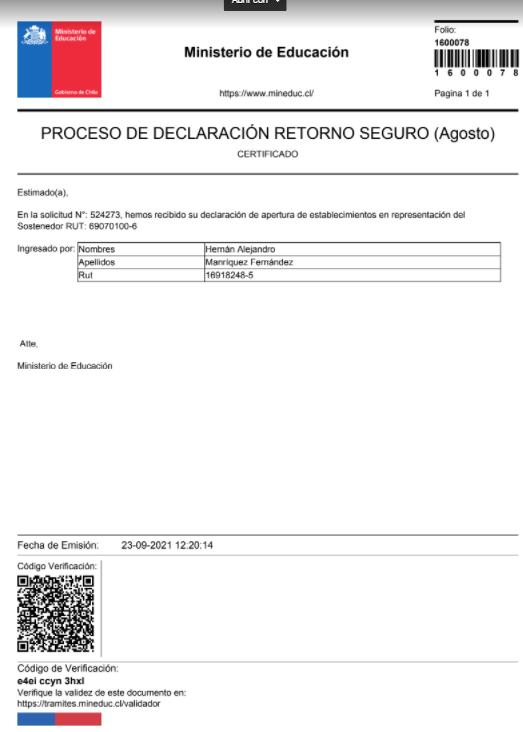 Abrir con
Ministerio de
Educación
Gobierno de Chile
Ministerio de Educación
https://www.mineduc.cl/
Folio:
1600078
1 6 0 0 0 7 8
Pagina 1 de 1
PROCESO DE DECLARACIÓN RETORNO SEGURO (Agosto)
CERTIFICADO
Estimado(a),
En la solicitud N°: 524273, hemos recibido su declaración de apertura de establecimientos en representación del
Sostenedor RUT: 69070100-6
Ingresado por: Nombres Hernán Alejandro
Apellidos Manríquez Fernández
Rut 16918248-5
Atte,
Ministerio de Educación
Fecha de Emisión: 23-09-2021 12:20:14
Código Verificación:
Código de Verificación:
e4ei ccyn 3hxl
Verifique la validez de este documento en:
https://tramites.mineduc.cl/validador